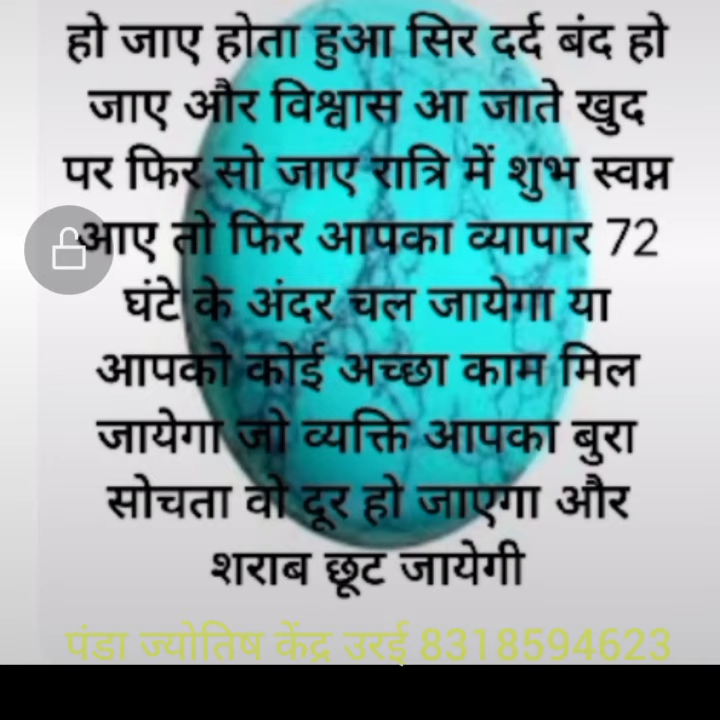 हो जाए होता हुआ सिर दर्द बंद हो
जाए और विश्वास आ जाते खुद
पर फिर सो जाए रात्रि में शुभ स्वप्न
आए तो फिर आपका व्यापार 72
घंटे के अंदर चल जायेगा या
आपको कोई अच्छा काम मिल
जायेगा जो व्यक्ति आपका बुरा
सोचता वो दूर हो जाएगा और
शराब छूट जायेगी
पंडा ज्योतिष केंद्र उरई 8318594623